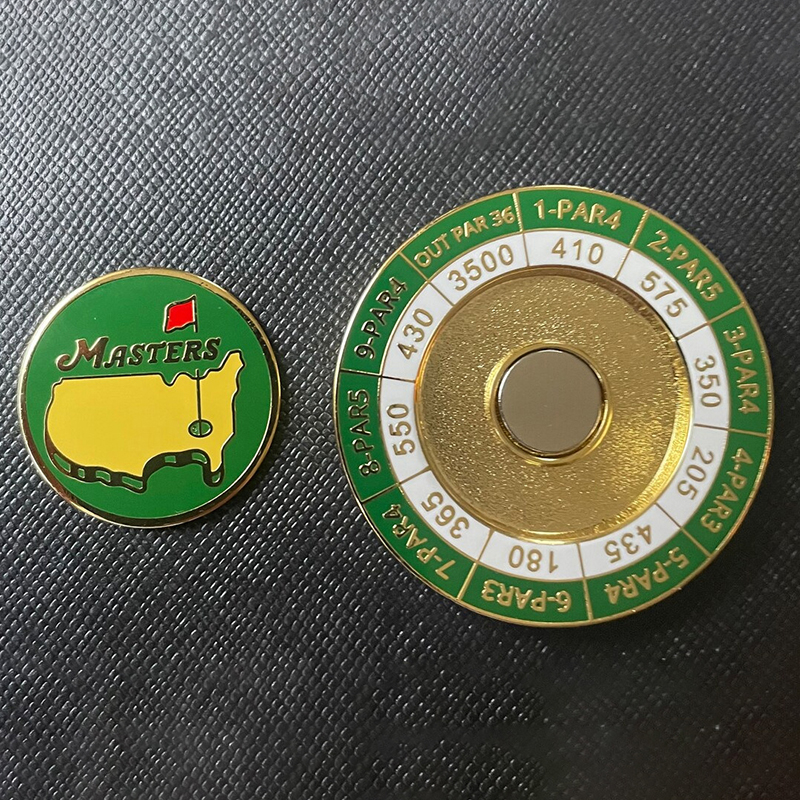 MASTERS
OUT PAR 36
3500
1-PAR4
410
2-PAR5
575
3-PAR4
350
4-PAR3
205
5-PAR4
435
6-PAR3
180
7-PAR4
365
8-PAR5
550
9-PAR4
430